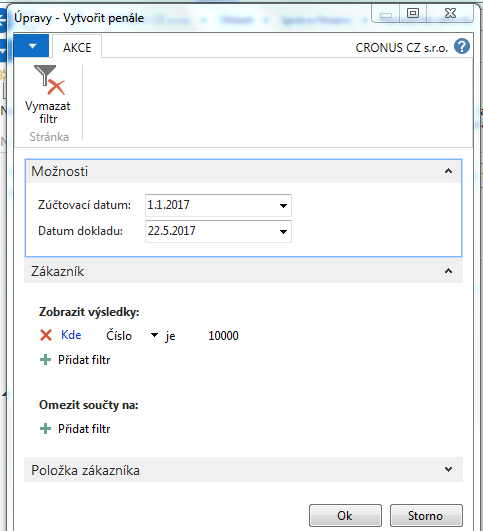 Úpravy - Vytvořit penále
AKCE
CRONUS CZ s.r.o.
Vymazat
filtr
Stránka
Možnosti
Zúčtovací datum: 1.1.2017
Datum dokladu: 22.5.2017
Zákazník
Zobrazit výsledky:
Kde Číslo je 10000
Přidat filtr
Omezit součty na:
Přidat filtr
Položka zákazníka
Ok Storno